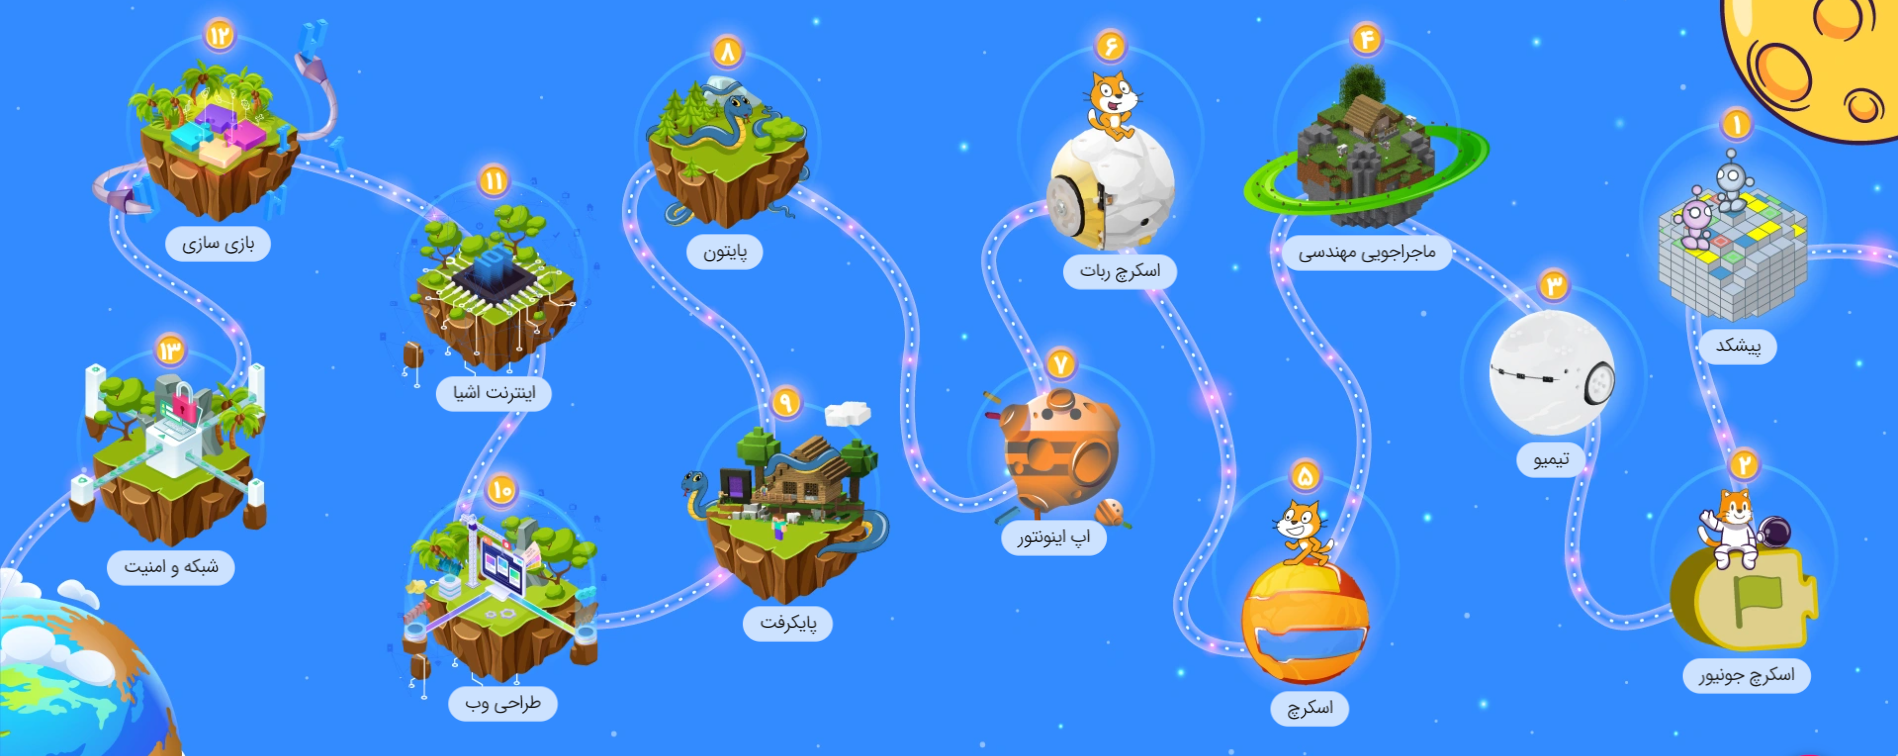 ۱
پیشکد
۲
اسکرچ جونیور
۳
تیمیو
۴
ماجراجویی مهندسی
۵
اسکرچ
۶
اسکرچ ربات
۷
اپ اینونتور
۸
پایتون
۹
پایکرفت
۱۰
طراحی وب
۱۱
اینترنت اشیا
۱۲
بازی سازی
۱۳
شبکه و امنیت